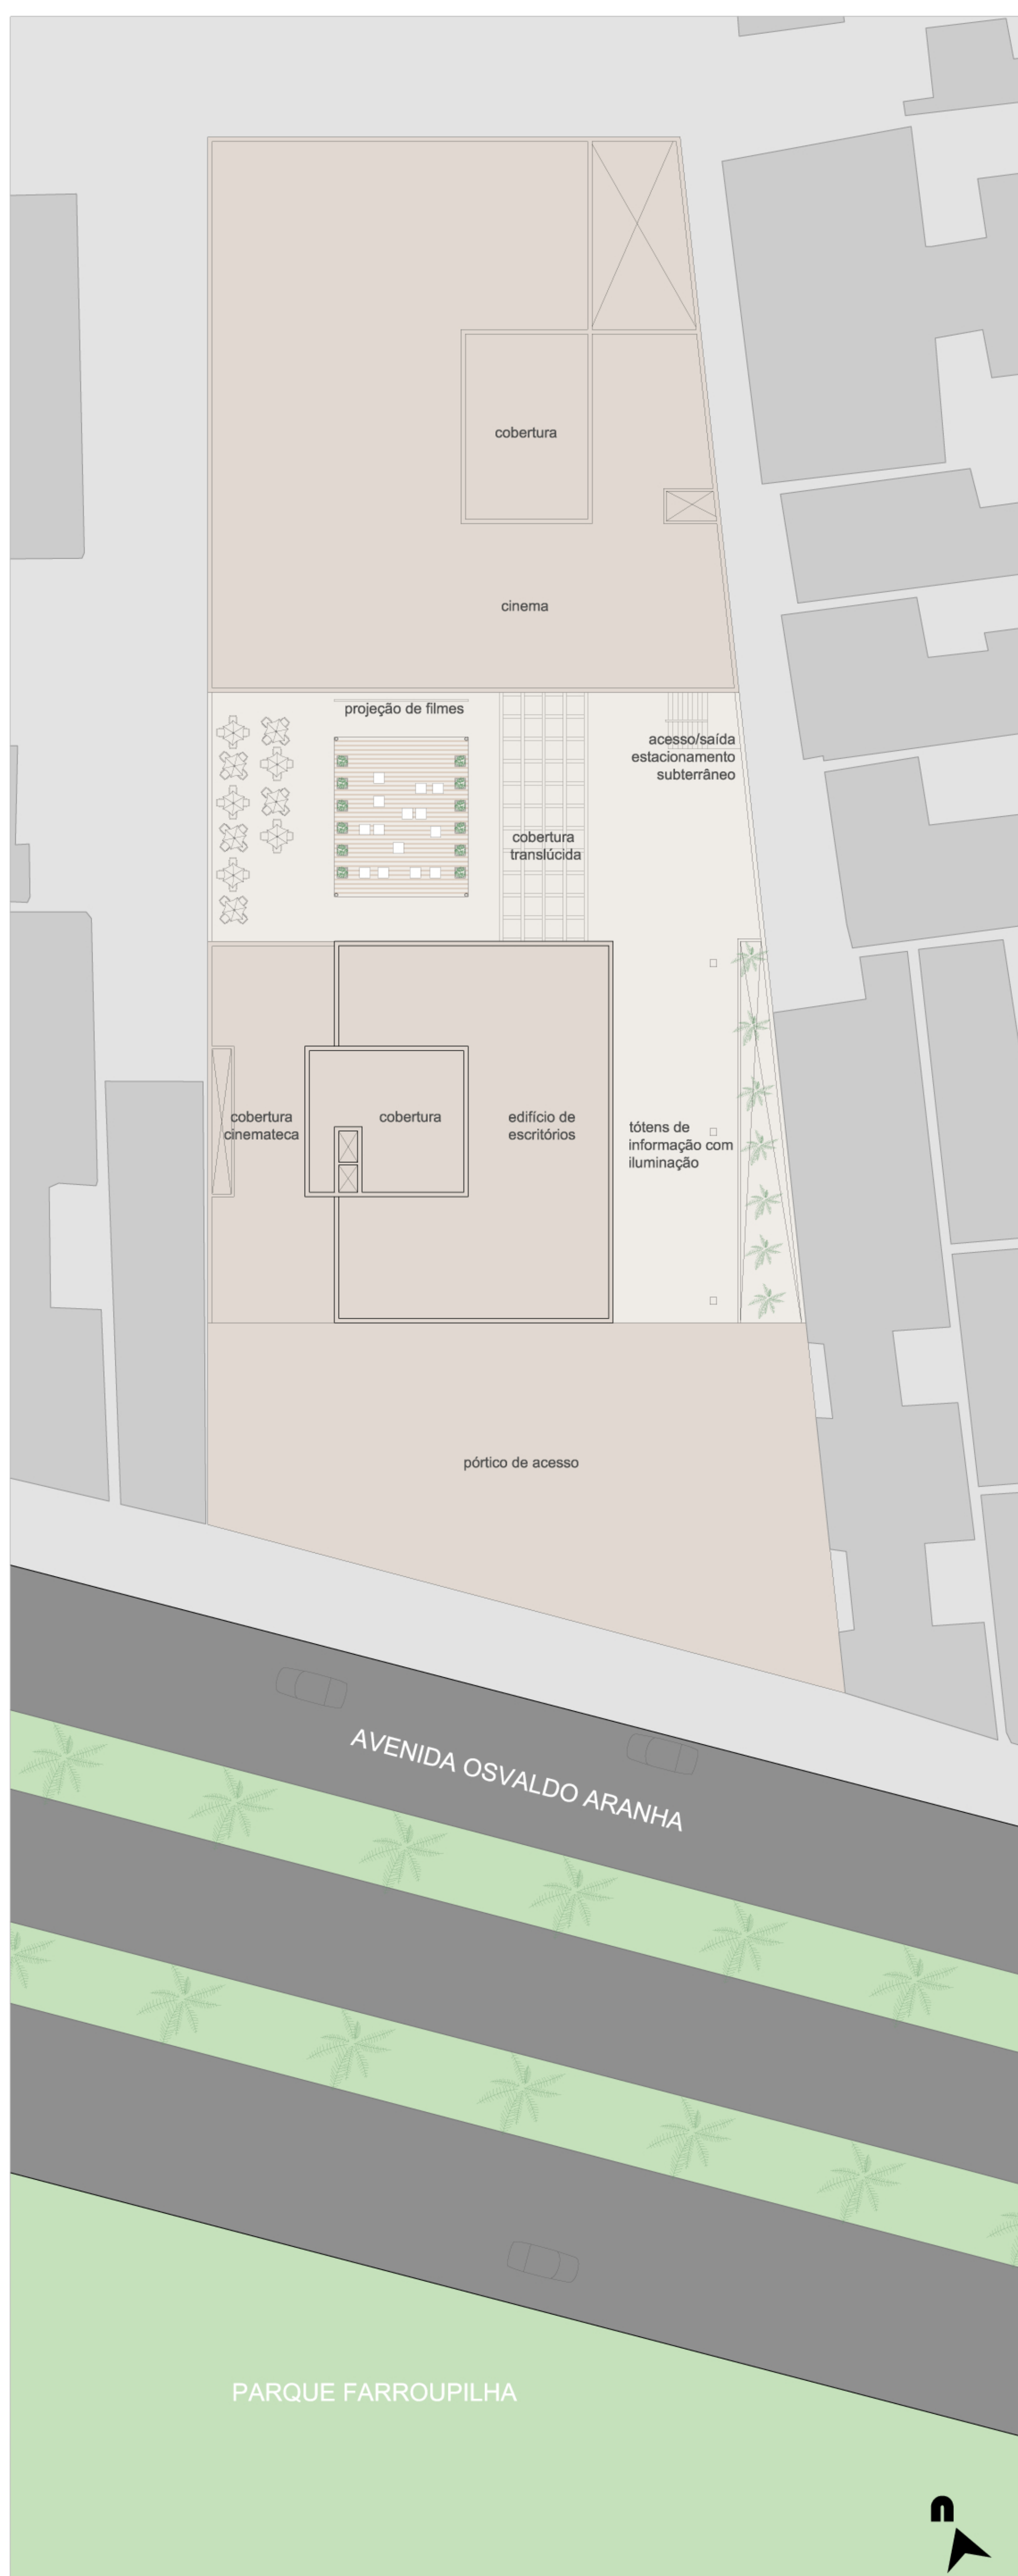 cobertura
cinema
projeção de filmes
acesso/saída
estacionamento
subterrâneo
cobertura
translúcida
cobertura
cinemateca
cobertura
edifício de
escritórios
tótens de
informação com
iluminação
pórtico de acesso
AVENIDA OSVALDO ARANHA
PARQUE FARROUPILHA
n